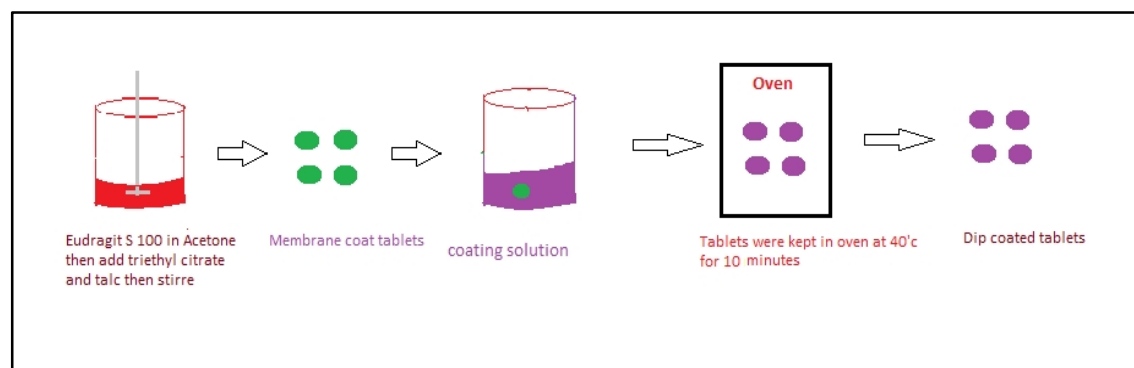 Oven
Eudragit S 100 in Acetone
then add triethyl citrate
and talc then stirre
Membrane coat tablets
coating solution
Tablets were kept in oven at 40'c
for 10 minutes
Dip coated tablets